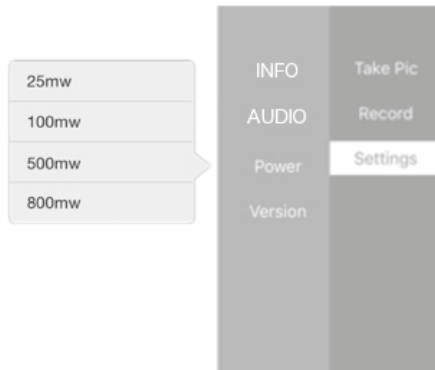 25mw
100mw
500mw
800mw
INFO
AUDIO
Power
Version
Take Pic
Record
Settings